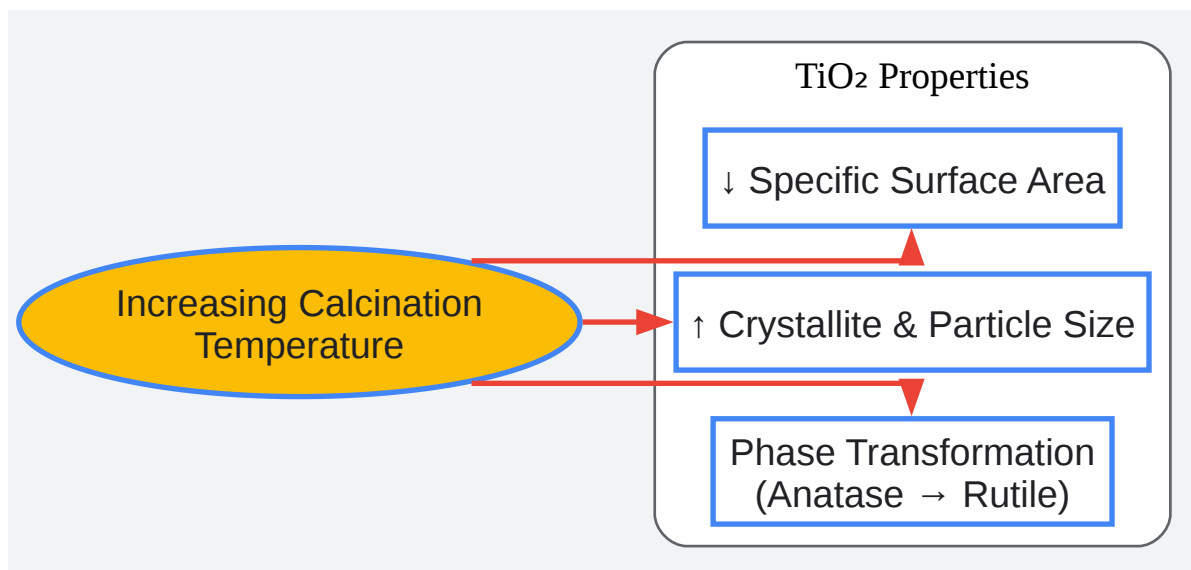 TiO₂ Properties
↓ Specific Surface Area
Increasing Calcination
Temperature
↑ Crystallite & Particle Size
Phase Transformation
(Anatase → Rutile)